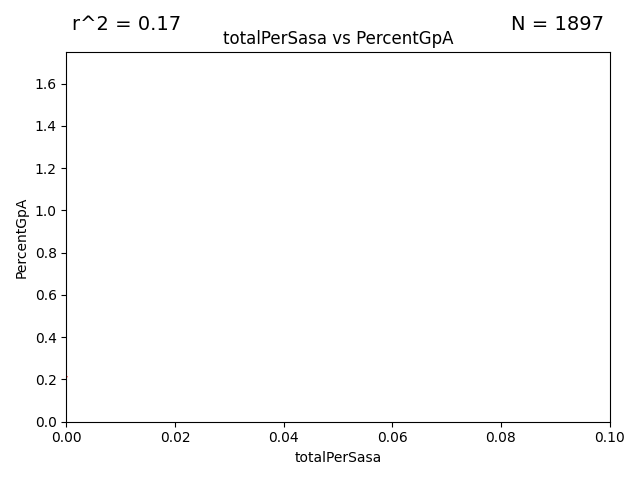 r^2 = 0.17
N = 1897
totalPerSasa vs PercentGpA
PercentGpA
1.6
1.4
1.2
1.0
0.8
0.6
0.4
0.2
0.0
0.00 0.02 0.04 0.06 0.08 0.10
totalPerSasa